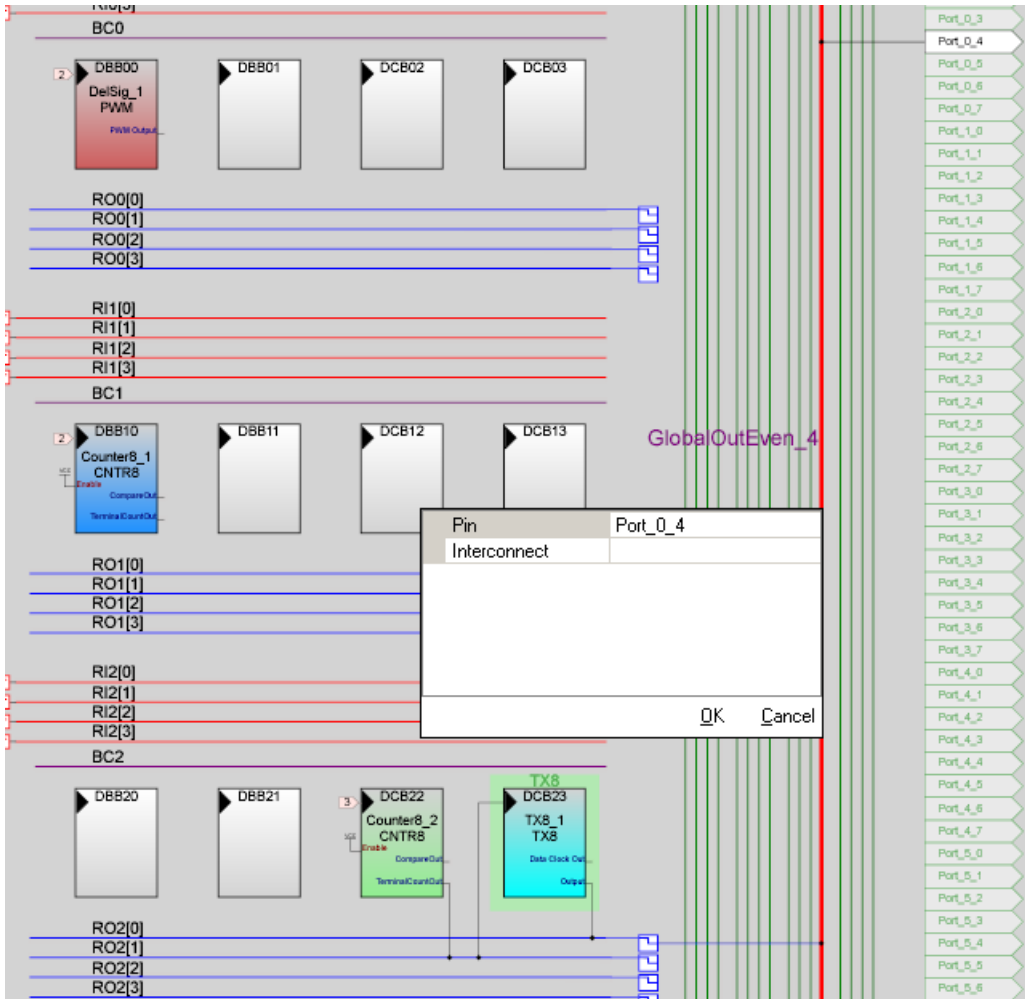 RI0[3]
BC0
2
DBB00
DelSig_1
PWM
PWM Output
DBB01
DCB02
DCB03
RO0[0]
RO0[1]
RO0[2]
RO0[3]
RI1[0]
RI1[1]
RI1[2]
RI1[3]
BC1
2
DBB10
Counter8_1
CNTR8
Enable
CompareOut
TerminalCountOut
DBB11
DCB12
DCB13
GlobalOutEven_4
Pin Port_0_4
Interconnect
OK Cancel
RO1[0]
RO1[1]
RO1[2]
RO1[3]
RI2[0]
RI2[1]
RI2[2]
RI2[3]
BC2
DBB20
DBB21
3
DCB22
Counter8_2
CNTR8
Enable
CompareOut
TerminalCountOut
TX8
DCB23
TX8_1
TX8
Data Clock Out
Output
RO2[0]
RO2[1]
RO2[2]
RO2[3]
Port_0_3
Port_0_4
Port_0_5
Port_0_6
Port_0_7
Port_1_0
Port_1_1
Port_1_2
Port_1_3
Port_1_4
Port_1_5
Port_1_6
Port_1_7
Port_2_0
Port_2_1
Port_2_2
Port_2_3
Port_2_4
Port_2_5
Port_2_6
Port_2_7
Port_3_0
Port_3_1
Port_3_2
Port_3_3
Port_3_4
Port_3_5
Port_3_6
Port_3_7
Port_4_0
Port_4_1
Port_4_2
Port_4_3
Port_4_4
Port_4_5
Port_4_6
Port_4_7
Port_5_0
Port_5_1
Port_5_2
Port_5_3
Port_5_4
Port_5_5
Port_5_6